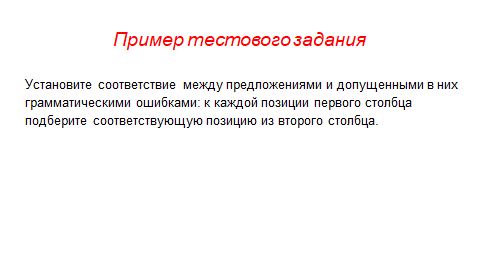 Пример тестового задания
Установите соответствие между предложениями и допущенными в них
грамматическими ошибками: к каждой позиции первого столбца
подберите соответствующую позицию из второго столбца.